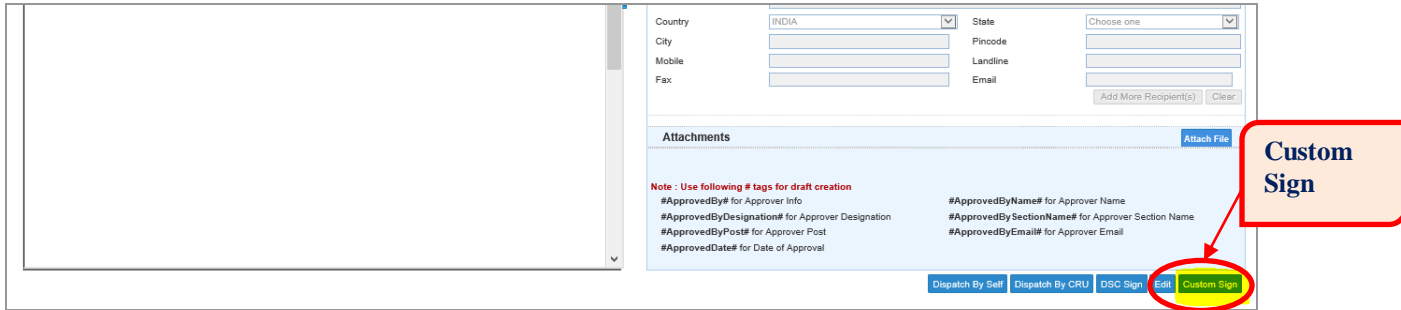 Country INDIA State Choose one
City Pincode
Mobile Landline
Fax Email
Add More Recipient(s) Clear
Attachments Attach File
Custom
Sign
Note : Use following # tags for draft creation
#ApprovedBy# for Approver Info #ApprovedByName# for Approver Name
#ApprovedByDesignation# for Approver Designation #ApprovedBySectionName# for Approver Section Name
#ApprovedByPost# for Approver Post #ApprovedByEmail# for Approver Email
#ApprovedDate# for Date of Approval
Dispatch By Self Dispatch By CRU DSC Sign Edit Custom Sign